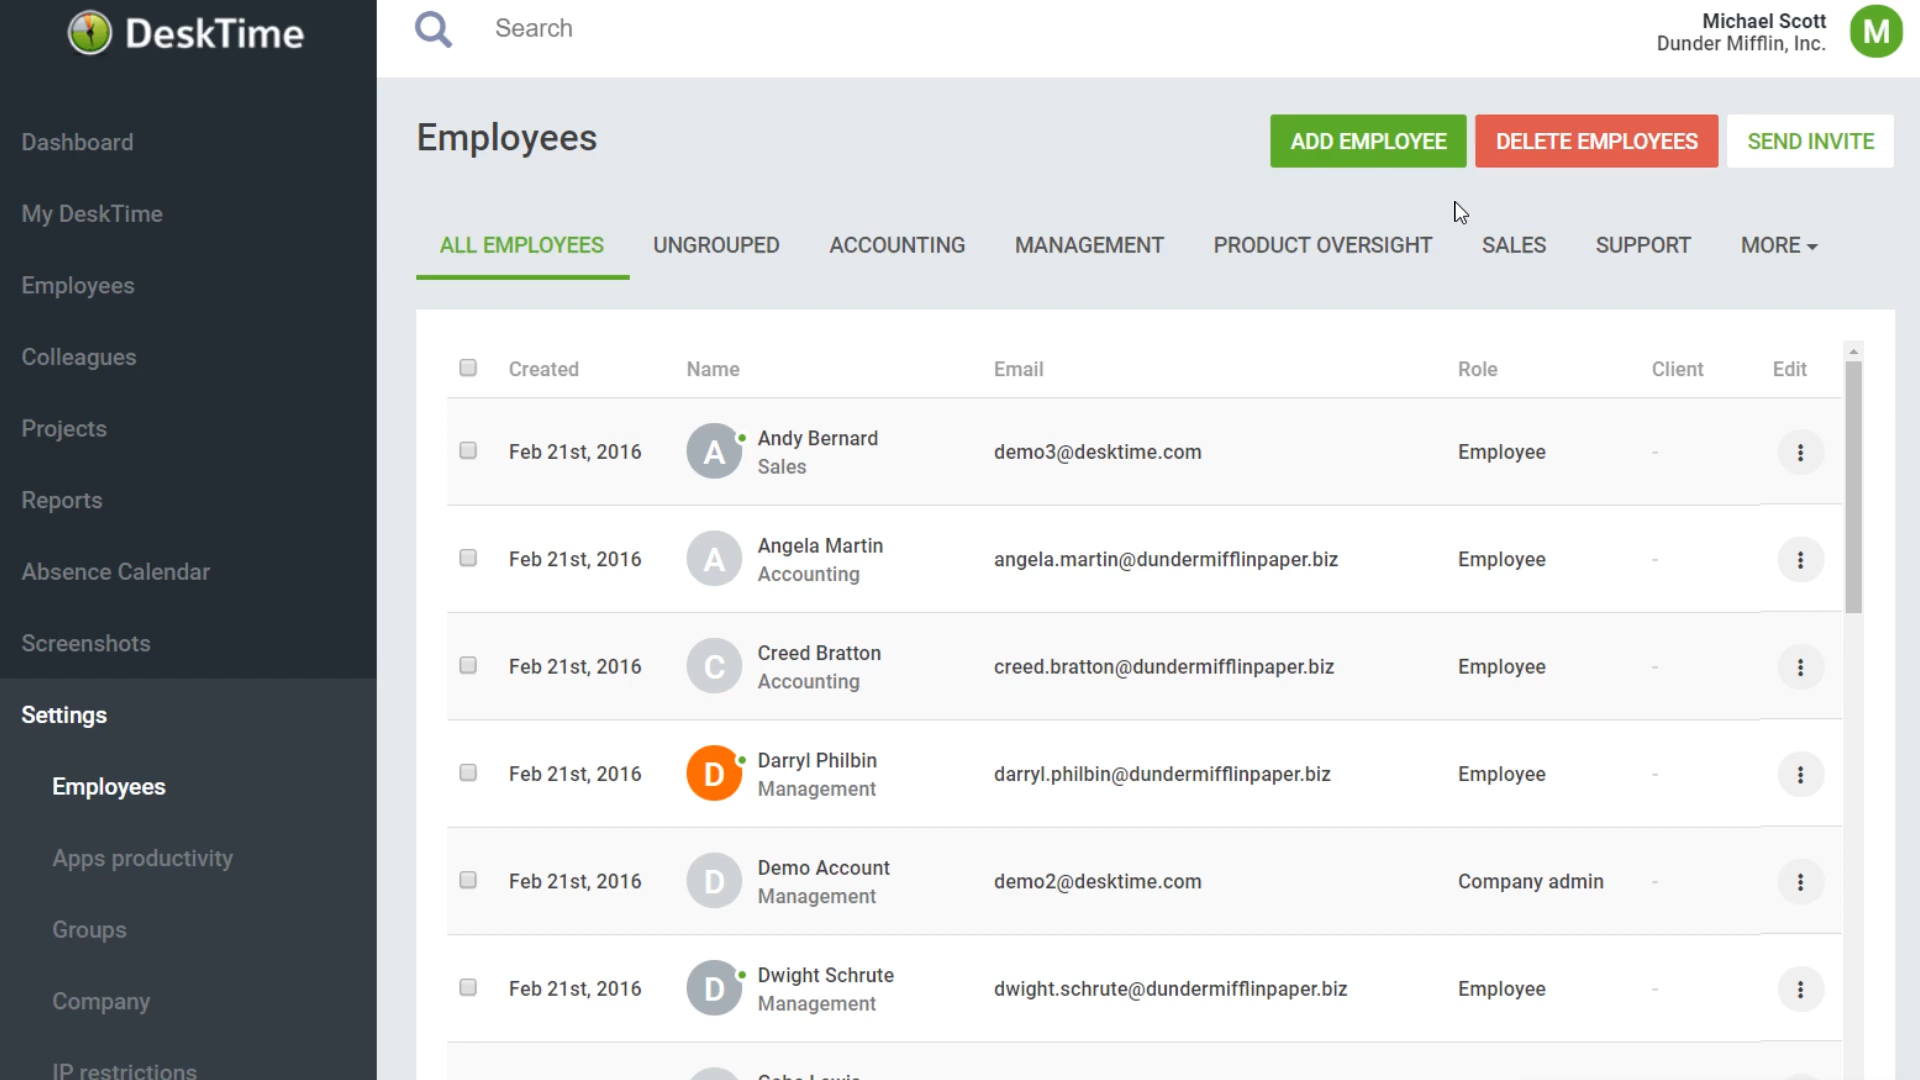 DeskTime
Search
Michael Scott
Dunder Mifflin, Inc.
M
Dashboard
My DeskTime
Employees
Colleagues
Projects
Reports
Absence Calendar
Screenshots
Settings
Employees
Apps productivity
Groups
Company
IP restrictions
Employees
ADD EMPLOYEE DELETE EMPLOYEES SEND INVITE
ALL EMPLOYEES UNGROUPED ACCOUNTING MANAGEMENT PRODUCT OVERSIGHT SALES SUPPORT MORE
Created Name Email Role Client Edit
Feb 21st, 2016 A Andy Bernard demo3@desktime.com Employee -
Sales
Feb 21st, 2016 A Angela Martin angela.martin@dundermifflinpaper.biz Employee -
Accounting
Feb 21st, 2016 C Creed Bratton creed.bratton@dundermifflinpaper.biz Employee -
Accounting
Feb 21st, 2016 D Darryl Philbin darryl.philbin@dundermifflinpaper.biz Employee -
Management
Feb 21st, 2016 D Demo Account demo2@desktime.com Company admin -
Management
Feb 21st, 2016 D Dwight Schrute dwight.schrute@dundermifflinpaper.biz Employee -
Management